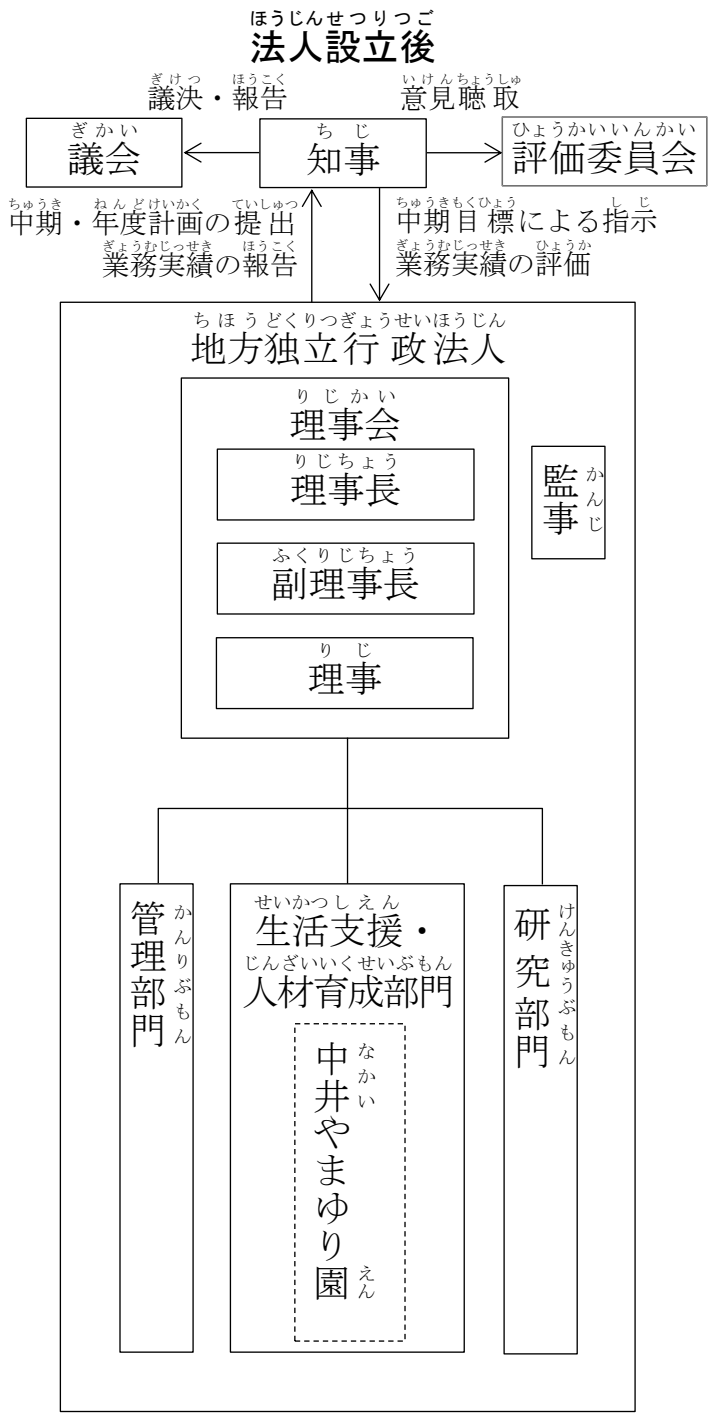 ほうじんせつりつご
法人設立後
ぎけつ ほうこく
議決・報告
いけんちょうしゅ
意見聴取
ぎかい
議会
ちじ
知事
ひょうかいいんかい
評価委員会
ちゅうき ねんどけいかく ていしゅつ
中期・年度計画の提出
ぎょうむじっせき ほうこく
業務実績の報告
ちゅうきもくひょう しじ
中期目標による指示
ぎょうむじっせき ひょうか
業務実績の評価
ちほうどくりつぎょうせいほうじん
地方独立行政法人
りじかい
理事会
りじちょう
理事長
ふくりじちょう
副理事長
りじ
理事
かんじ
監事
かんりぶもん
管理部門
せいかつしえん
生活支援・
じんざいいくせいぶもん
人材育成部門
なかい えん
中井やまゆり園
けんきゅうぶもん
研究部門